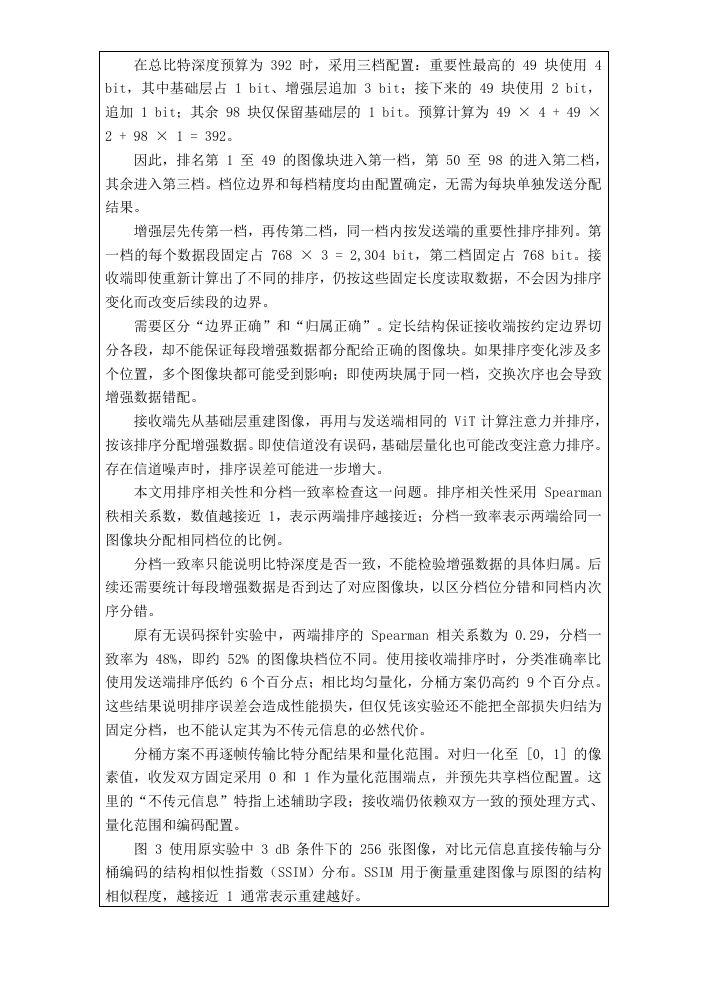 在总比特深度预算为 392 时，采用三档配置：重要性最高的 49 块使用 4
bit，其中基础层占 1 bit、增强层追加 3 bit；接下来的 49 块使用 2 bit，
追加 1 bit；其余 98 块仅保留基础层的 1 bit。预算计算为 49 × 4 + 49 ×
2 + 98 × 1 = 392。
因此，排名第 1 至 49 的图像块进入第一档，第 50 至 98 的进入第二档，
其余进入第三档。档位边界和每档精度均由配置确定，无需为每块单独发送分配
结果。
增强层先传第一档，再传第二档，同一档内按发送端的重要性排序排列。第
一档的每个数据段固定占 768 × 3 = 2,304 bit，第二档固定占 768 bit。接
收端即使重新计算出了不同的排序，仍按这些固定长度读取数据，不会因为排序
变化而改变后续段的边界。
需要区分“边界正确”和“归属正确”。定长结构保证接收端按约定边界切
分各段，却不能保证每段增强数据都分配给正确的图像块。如果排序变化涉及多
个位置，多个图像块都可能受到影响；即使两块属于同一档，交换次序也会导致
增强数据错配。
接收端先从基础层重建图像，再用与发送端相同的 ViT 计算注意力并排序，
按该排序分配增强数据。即使信道没有误码，基础层量化也可能改变注意力排序。
存在信道噪声时，排序误差可能进一步增大。
本文用排序相关性和分档一致率检查这一问题。排序相关性采用 Spearman
秩相关系数，数值越接近 1，表示两端排序越接近；分档一致率表示两端给同一
图像块分配相同档位的比例。
分档一致率只能说明比特深度是否一致，不能检验增强数据的具体归属。后
续还需要统计每段增强数据是否到达了对应图像块，以区分档位分错和同档内次
序分错。
原有无误码探针实验中，两端排序的 Spearman 相关系数为 0.29，分档一
致率为 48%，即约 52% 的图像块档位不同。使用接收端排序时，分类准确率比
使用发送端排序低约 6 个百分点；相比均匀量化，分桶方案仍高约 9 个百分点。
这些结果说明排序误差会造成性能损失，但仅凭该实验还不能把全部损失归结为
固定分档，也不能认定其为不传元信息的必然代价。
分桶方案不再逐帧传输比特分配结果和量化范围。对归一化至 [0, 1] 的像
素值，收发双方固定采用 0 和 1 作为量化范围端点，并预先共享档位配置。这
里的“不传元信息”特指上述辅助字段；接收端仍依赖双方一致的预处理方式、
量化范围和编码配置。
图 3 使用原实验中 3 dB 条件下的 256 张图像，对比元信息直接传输与分
桶编码的结构相似性指数（SSIM）分布。SSIM 用于衡量重建图像与原图的结构
相似程度，越接近 1 通常表示重建越好。